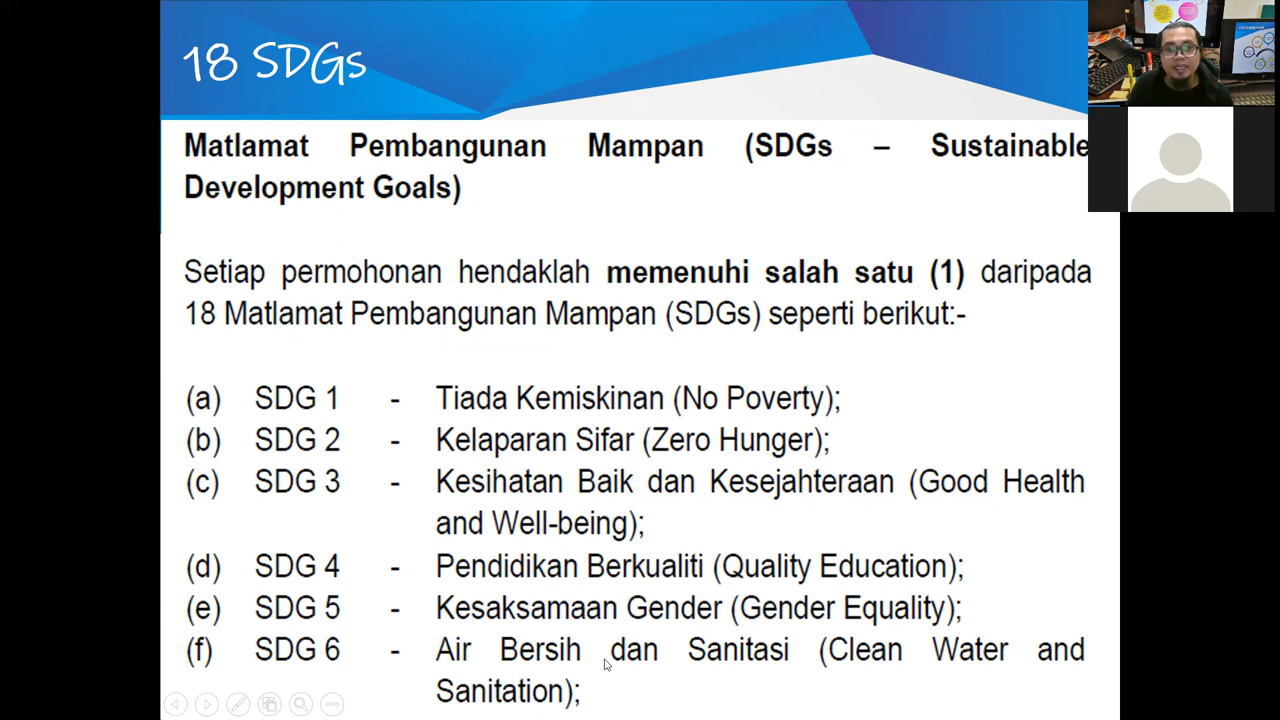 18 SDGs
Matlamat Pembangunan Mampan (SDGs – Sustainable
Development Goals)
Setiap permohonan hendaklah memenuhi salah satu (1) daripada
18 Matlamat Pembangunan Mampan (SDGs) seperti berikut:-
(a) SDG 1 - Tiada Kemiskinan (No Poverty);
(b) SDG 2 - Kelaparan Sifar (Zero Hunger);
(c) SDG 3 - Kesihatan Baik dan Kesejahteraan (Good Health
and Well-being);
(d) SDG 4 - Pendidikan Berkualiti (Quality Education);
(e) SDG 5 - Kesaksamaan Gender (Gender Equality);
(f) SDG 6 - Air Bersih dan Sanitasi (Clean Water and
Sanitation);